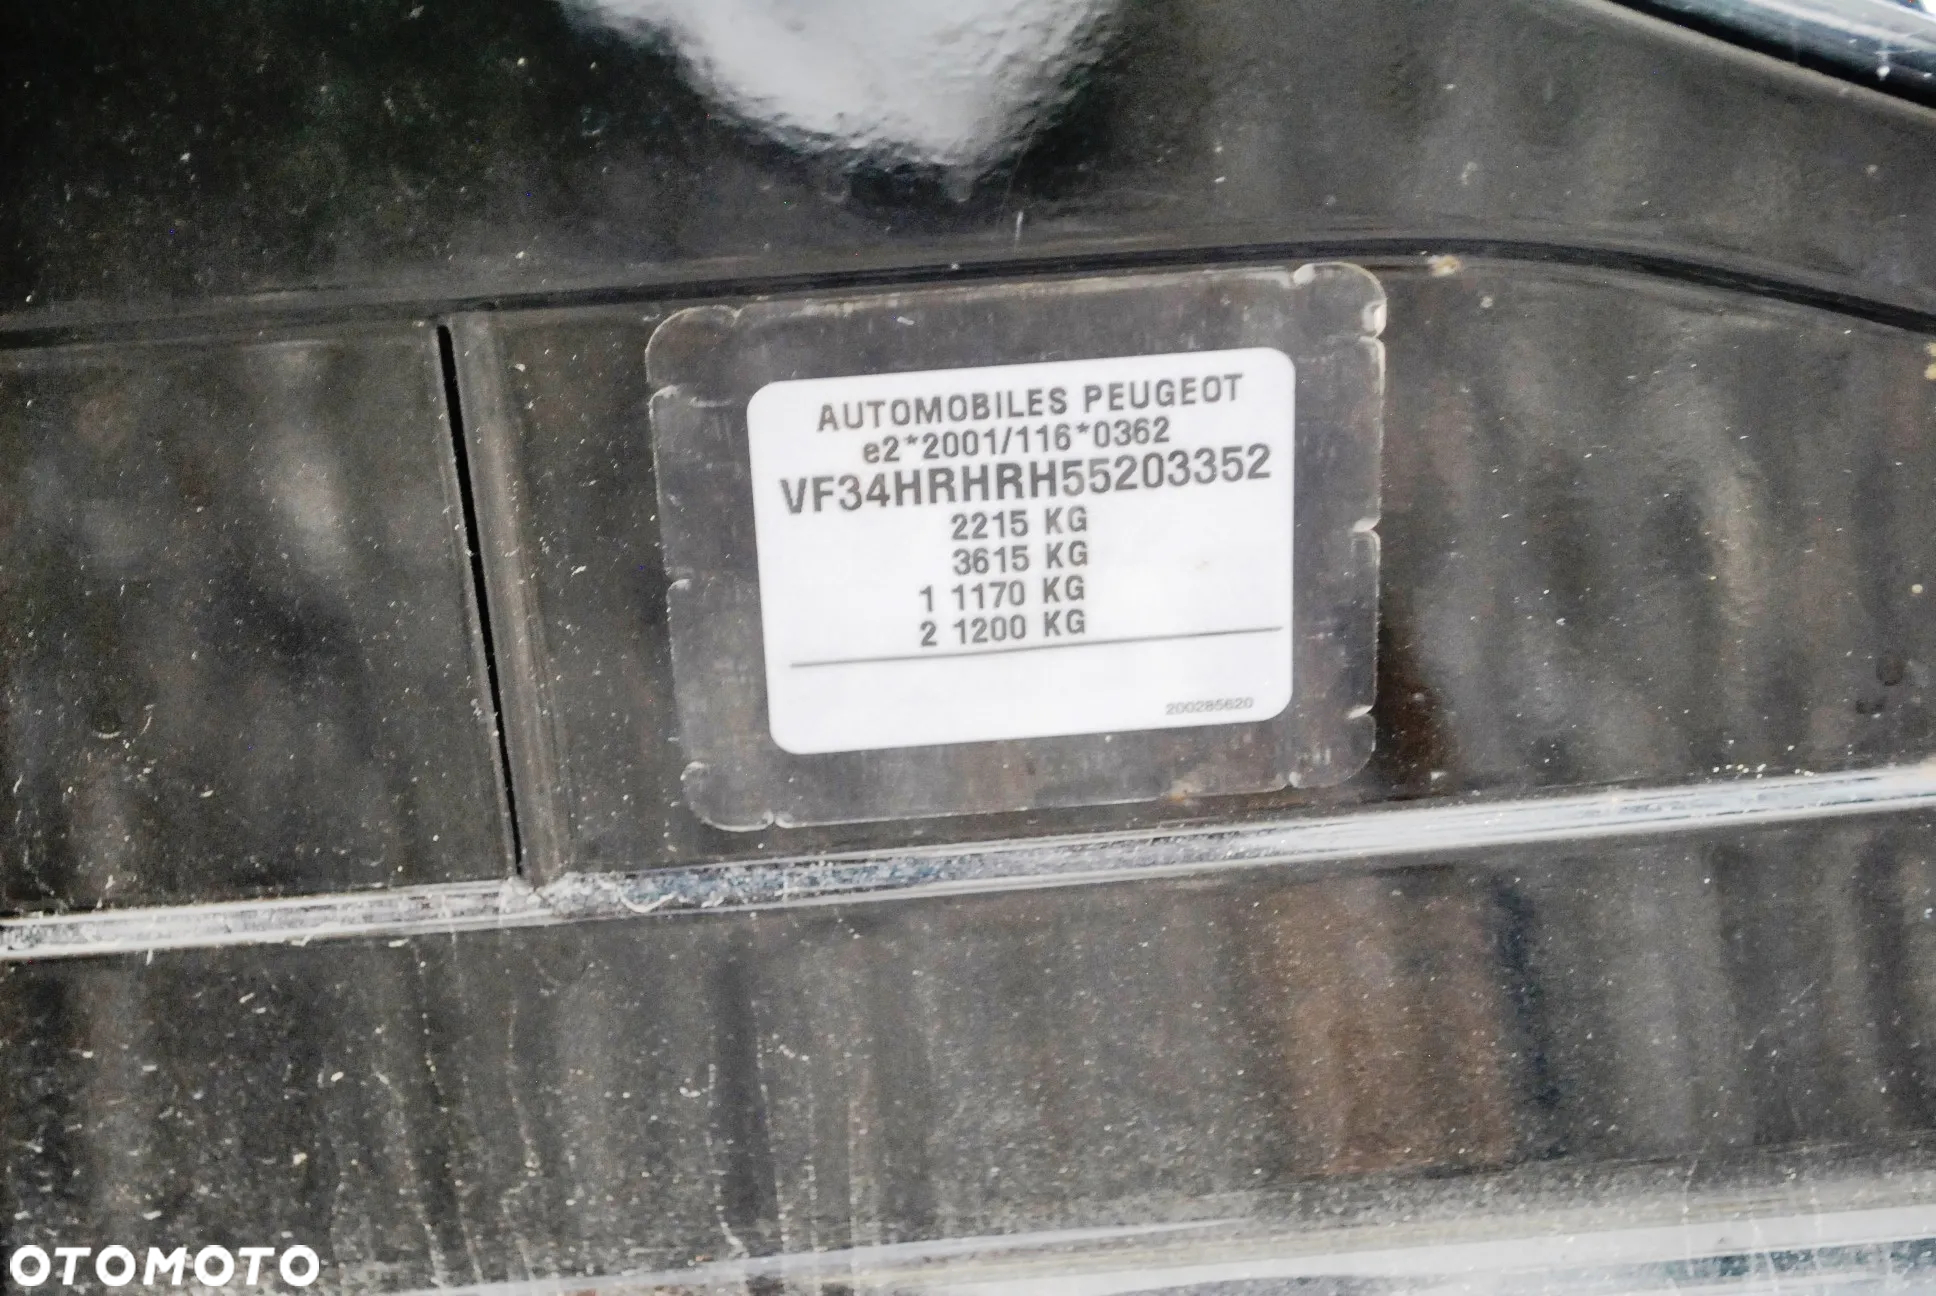 AUTOMOBILES PEUGEOT
e2*2001/116*0362
VF34HRHRH55203352
2215 KG
3615 KG
1 1170 KG
2 1200 KG
200285620
OTOMOTO